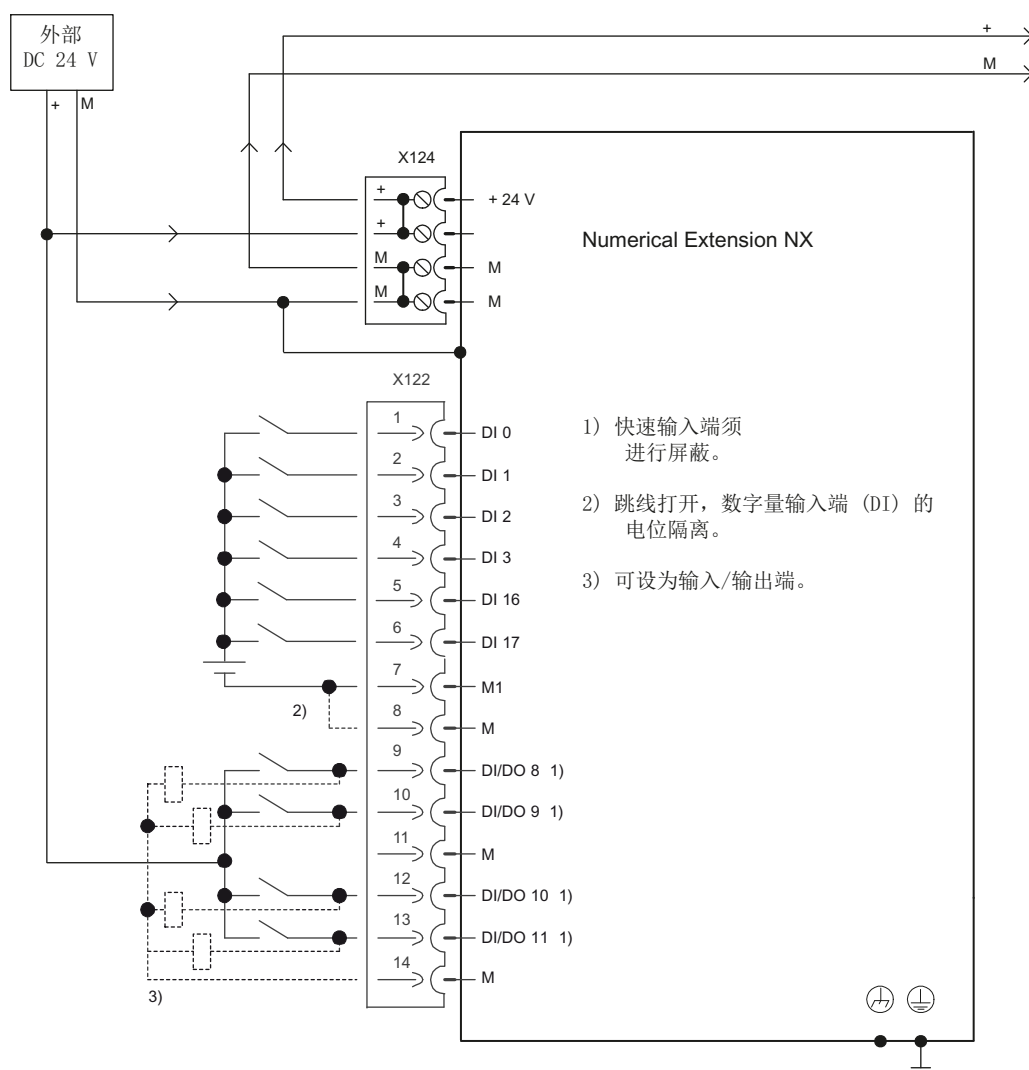 外部
DC 24 V
+ M
+
M
X124
+
+
M
M
+ 24 V
M
M
Numerical Extension NX
X122
1 DI 0
2 DI 1
3 DI 2
4 DI 3
5 DI 16
6 DI 17
7 M1
2)
8 M
9 DI/DO 8 1)
10 DI/DO 9 1)
11 M
12 DI/DO 10 1)
13 DI/DO 11 1)
14 M
3)
1) 快速输入端须
进行屏蔽。
2) 跳线打开，数字量输入端 (DI) 的
电位隔离。
3) 可设为输入/输出端。